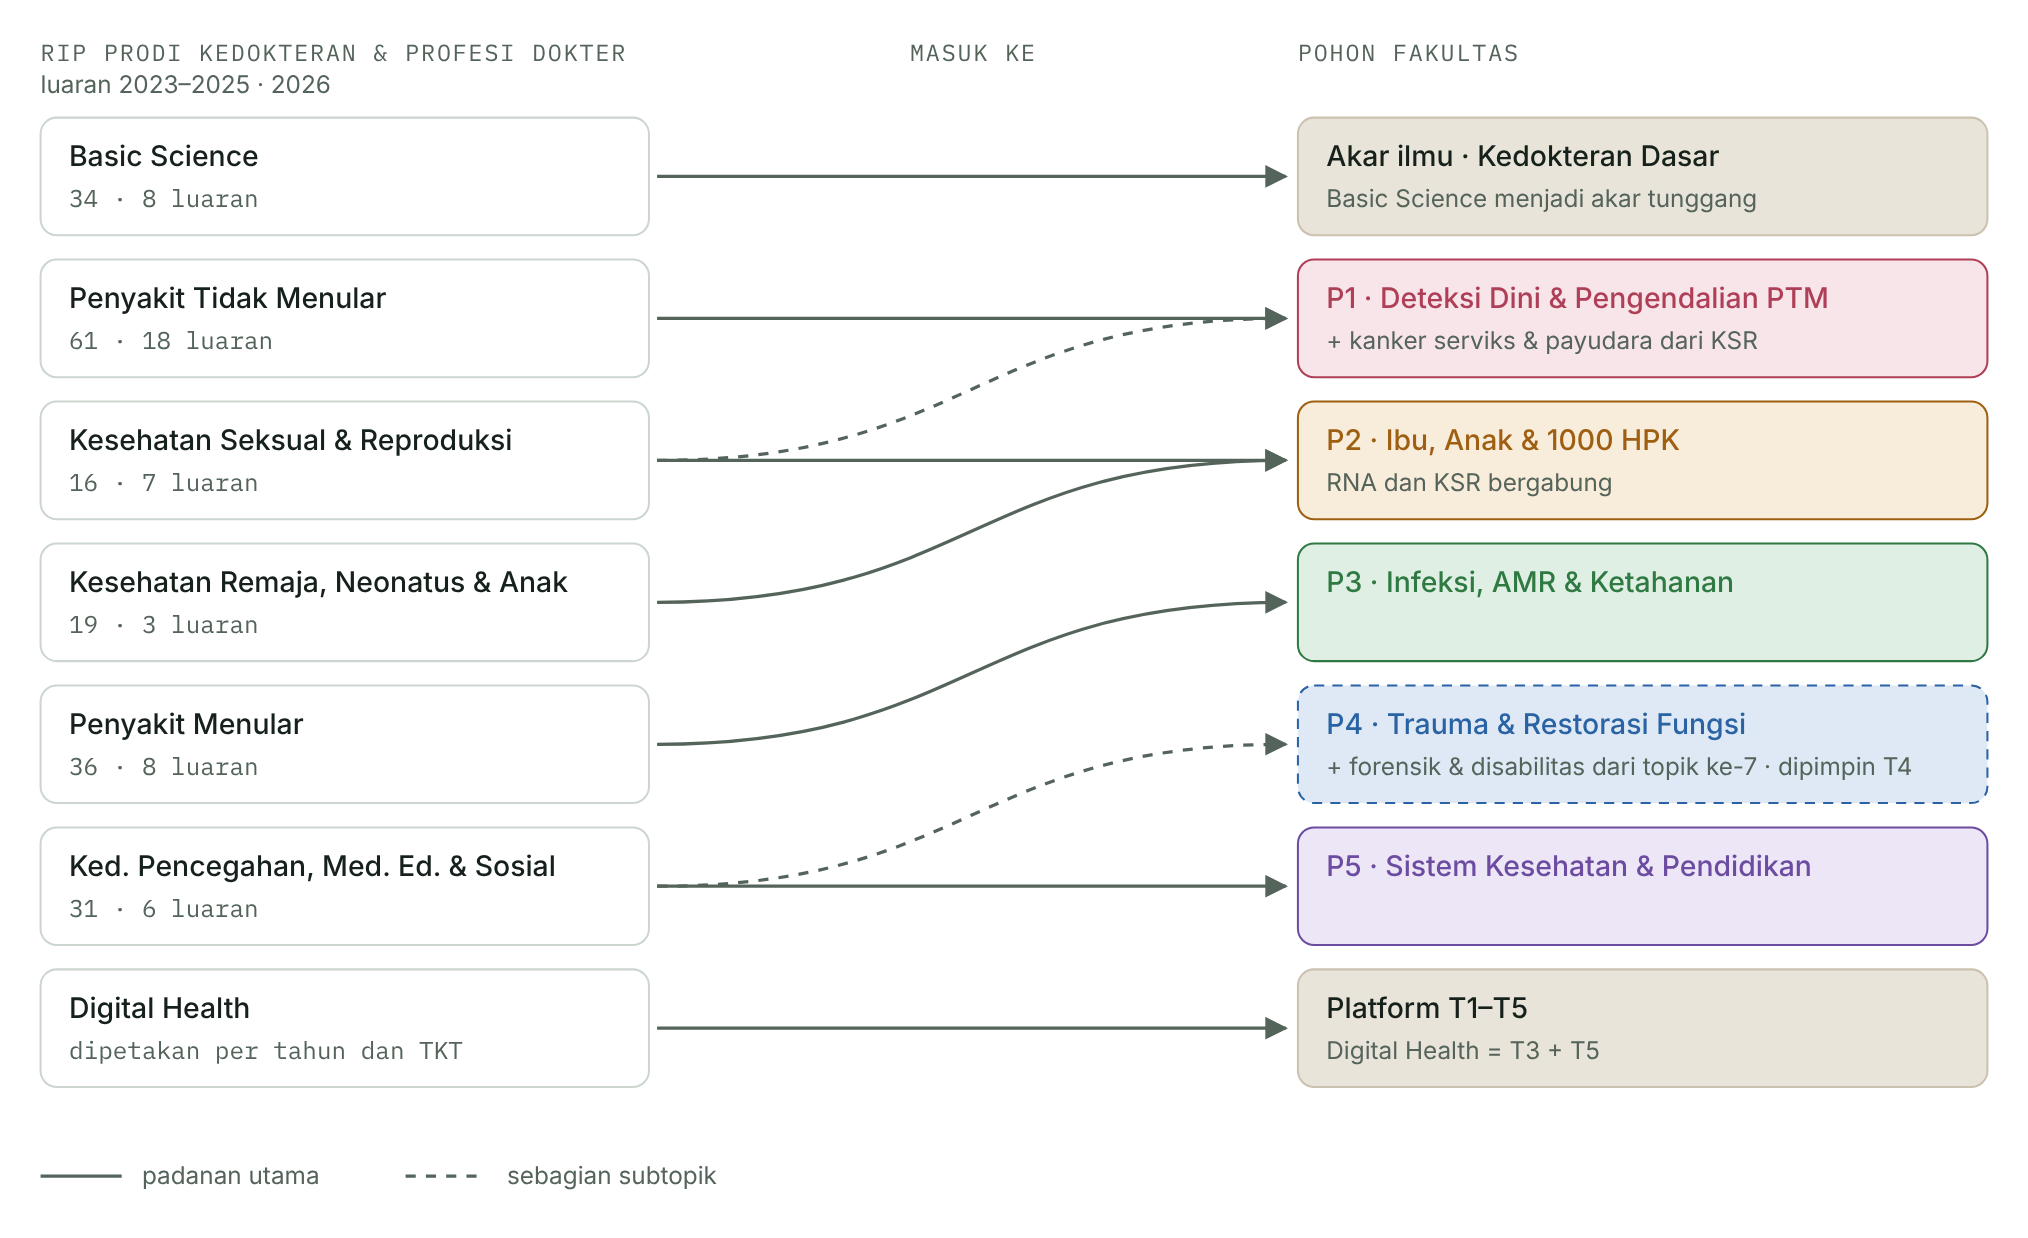 RIP PRODI KEDOKTERAN & PROFESI DOKTER
luaran 2023–2025 · 2026
MASUK KE
POHON FAKULTAS
Basic Science
34 · 8 luaran
Akar ilmu · Kedokteran Dasar
Basic Science menjadi akar tunggang
Penyakit Tidak Menular
61 · 18 luaran
P1 · Deteksi Dini & Pengendalian PTM
+ kanker serviks & payudara dari KSR
Kesehatan Seksual & Reproduksi
16 · 7 luaran
P2 · Ibu, Anak & 1000 HPK
RNA dan KSR bergabung
Kesehatan Remaja, Neonatus & Anak
19 · 3 luaran
P3 · Infeksi, AMR & Ketahanan
Penyakit Menular
36 · 8 luaran
P4 · Trauma & Restorasi Fungsi
+ forensik & disabilitas dari topik ke-7 · dipimpin T4
Ked. Pencegahan, Med. Ed. & Sosial
31 · 6 luaran
P5 · Sistem Kesehatan & Pendidikan
Digital Health
dipetakan per tahun dan TKT
Platform T1–T5
Digital Health = T3 + T5
padanan utama
sebagian subtopik